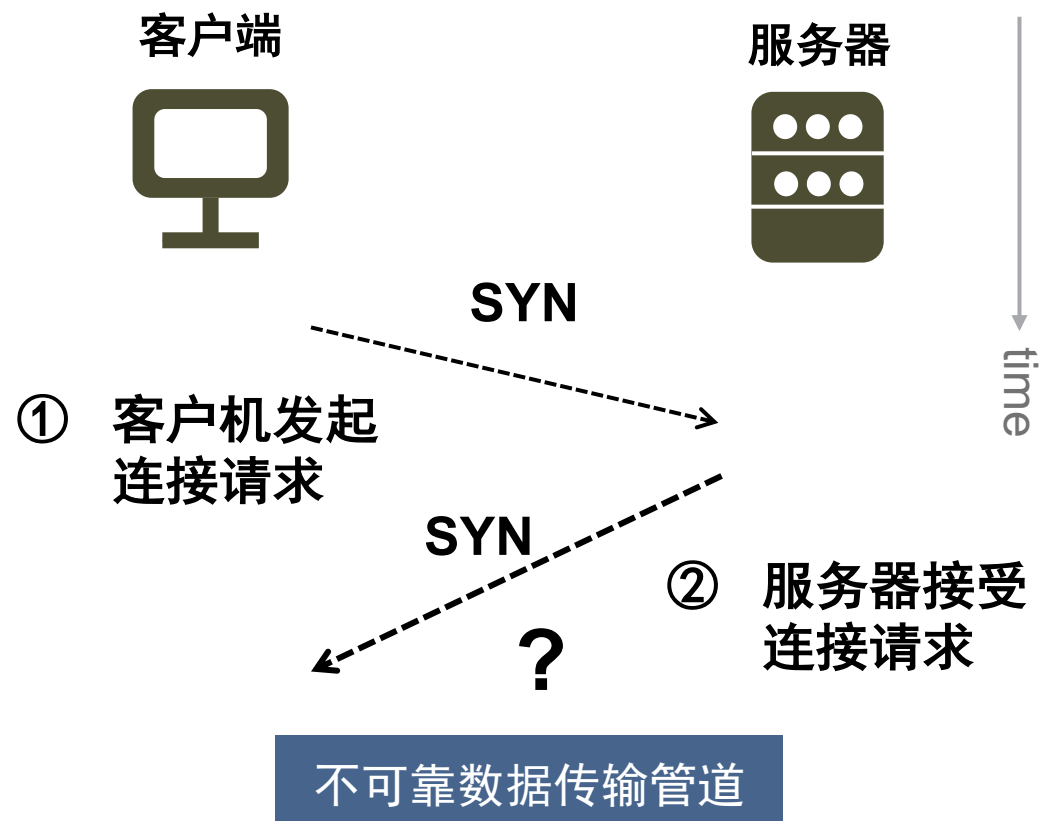 客户端
服务器
SYN
time
① 客户机发起
连接请求
SYN
② 服务器接受
连接请求
?
不可靠数据传输管道